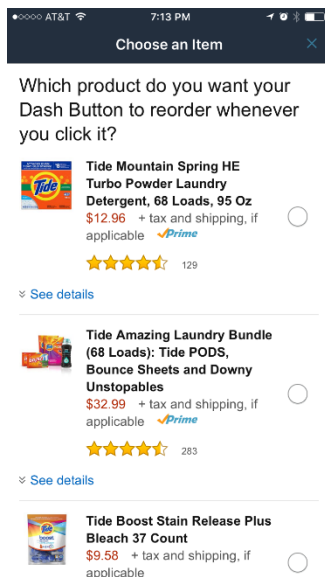 AT&T 7:13 PM
Choose an Item ×
Which product do you want your
Dash Button to reorder whenever
you click it?
Tide
Tide Mountain Spring HE
Turbo Powder Laundry
Detergent, 68 Loads, 95 Oz
$12.96 + tax and shipping, if
applicable Prime
129
See details
Tide Amazing Laundry Bundle
(68 Loads): Tide PODS,
Bounce Sheets and Downy
Unstopables
$32.99 + tax and shipping, if
applicable Prime
283
See details
Tide Boost Stain Release Plus
Bleach 37 Count
$9.58 + tax and shipping, if
applicable